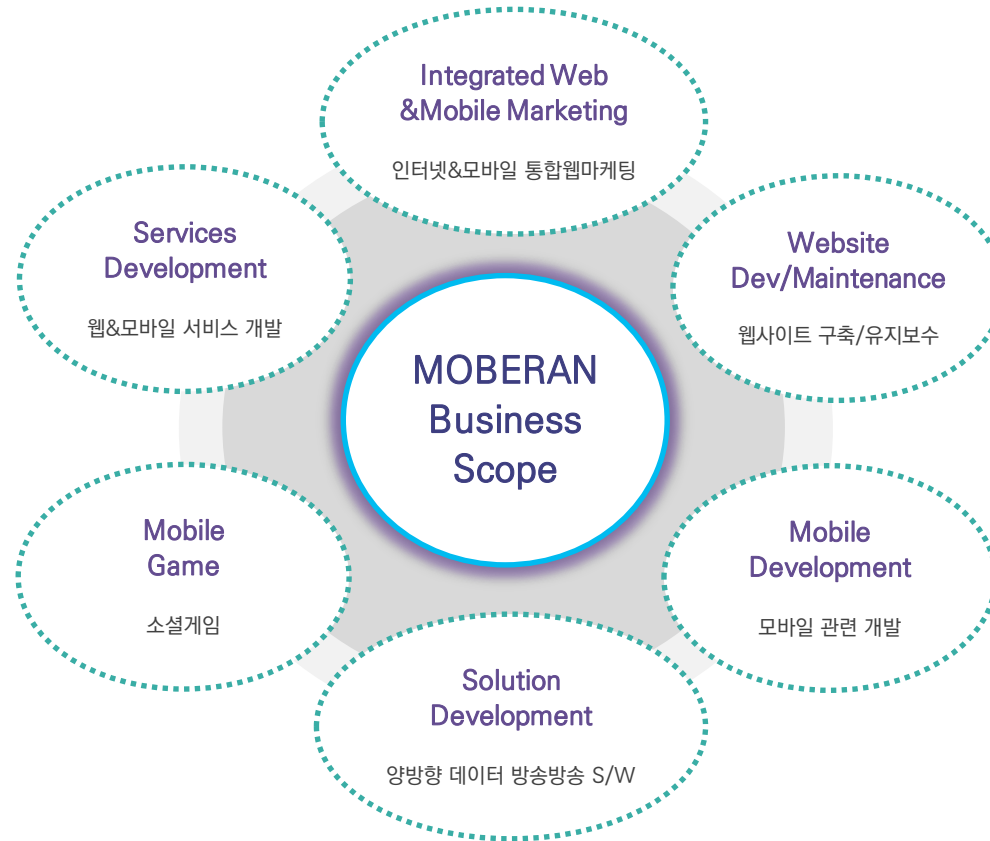 Integrated Web
&Mobile Marketing
인터넷&모바일 통합웹마케팅
Services
Development
웹&모바일 서비스 개발
Website
Dev/Maintenance
웹사이트 구축/유지보수
MOBERAN
Business
Scope
Mobile
Game
소셜게임
Mobile
Development
모바일 관련 개발
Solution
Development
양방향 데이터 방송방송 S/W